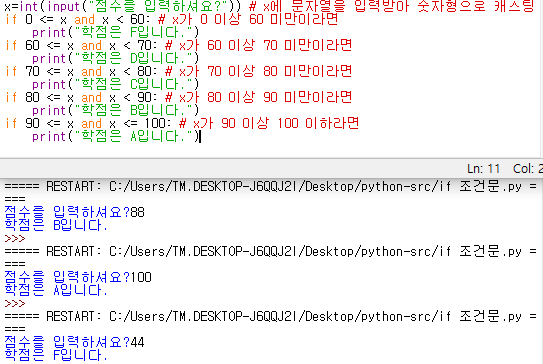 x=int(input("점수를 입력하셔요?")) # x에 문자열을 입력받아 숫자형으로 캐스팅
if 0 <= x and x < 60: # x가 0 이상 60 미만이라면
    print("학점은 F입니다.")
if 60 <= x and x < 70: # x가 60 이상 70 미만이라면
    print("학점은 D입니다.")
if 70 <= x and x < 80: # x가 70 이상 80 미만이라면
    print("학점은 C입니다.")
if 80 <= x and x < 90: # x가 80 이상 90 미만이라면
    print("학점은 B입니다.")
if 90 <= x and x <= 100: # x가 90 이상 100 이하라면
    print("학점은 A입니다.")
Ln: 11 Col: 2
===== RESTART: C:/Users/TM.DESKTOP-J6QQJ2I/Desktop/python-src/if 조건문.py =
===
점수를 입력하셔요?88
학점은 B입니다.
>>>
===== RESTART: C:/Users/TM.DESKTOP-J6QQJ2I/Desktop/python-src/if 조건문.py =
===
점수를 입력하셔요?100
학점은 A입니다.
>>>
===== RESTART: C:/Users/TM.DESKTOP-J6QQJ2I/Desktop/python-src/if 조건문.py =
===
점수를 입력하셔요?44
학점은 F입니다.